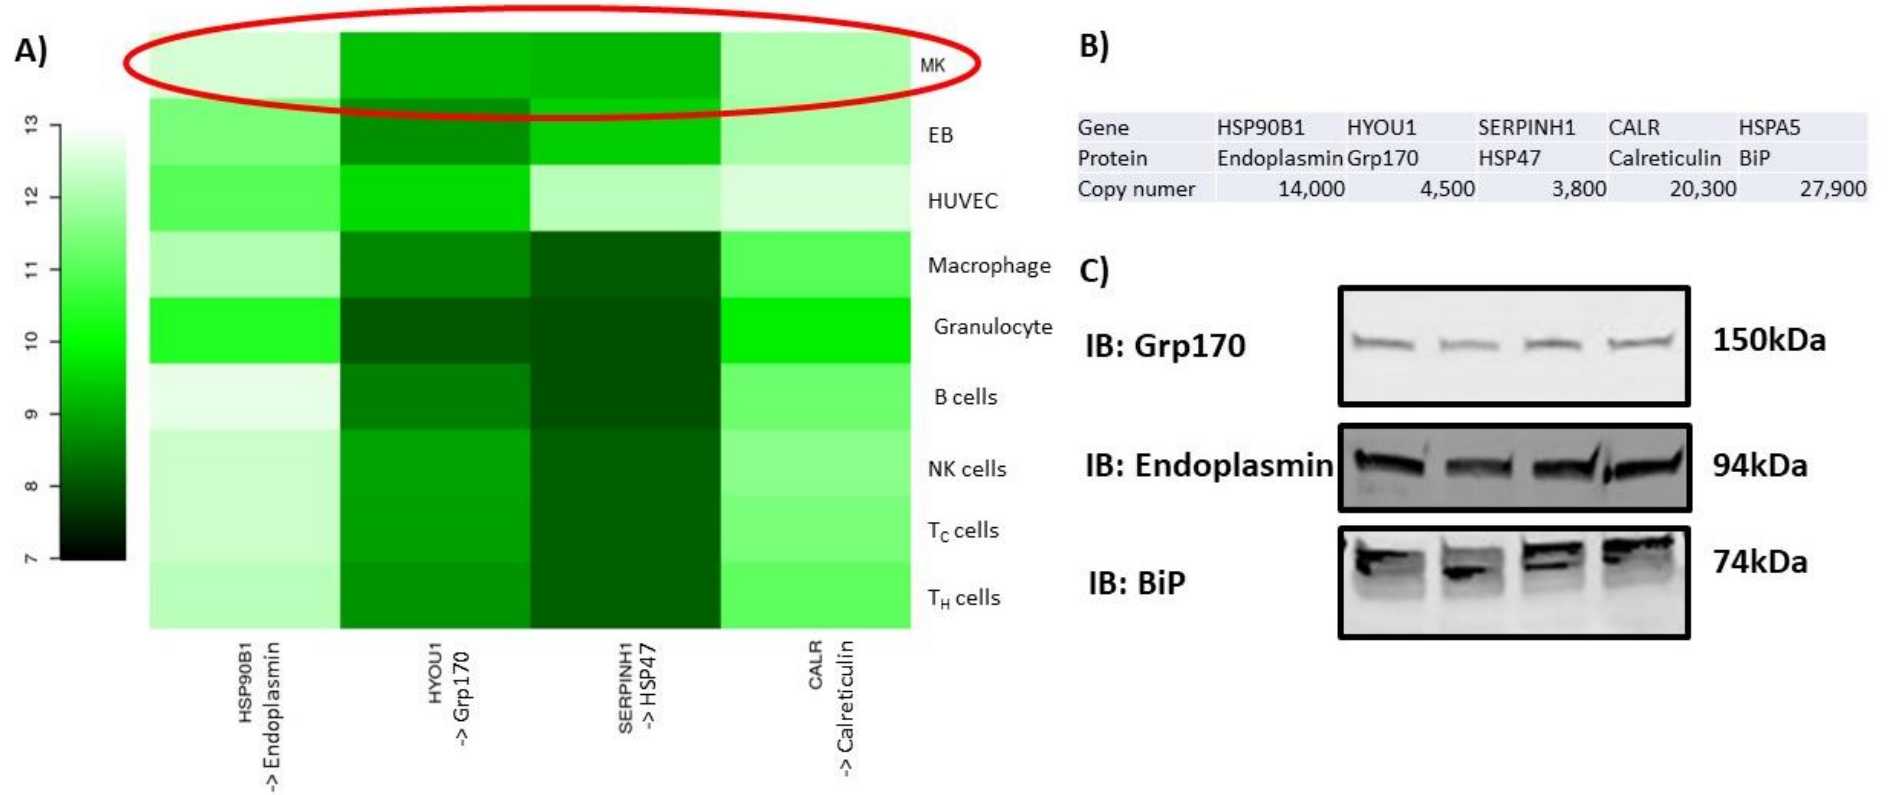 A)
13
12
11
10
9
8
7
MK
EB
HUVEC
Macrophage
Granulocyte
B cells
NK cells
TC cells
TH cells
HSP90B1
-> Endoplasmin
HYOU1
-> Grp170
SERPINH1
-> HSP47
CALR
-> Calreticulin
B)
Gene HSP90B1 HYOU1 SERPINH1 CALR HSPA5
Protein Endoplasmin Grp170 HSP47 Calreticulin BiP
Copy numer 14,000 4,500 3,800 20,300 27,900
C)
IB: Grp170 150kDa
IB: Endoplasmin 94kDa
IB: BiP 74kDa